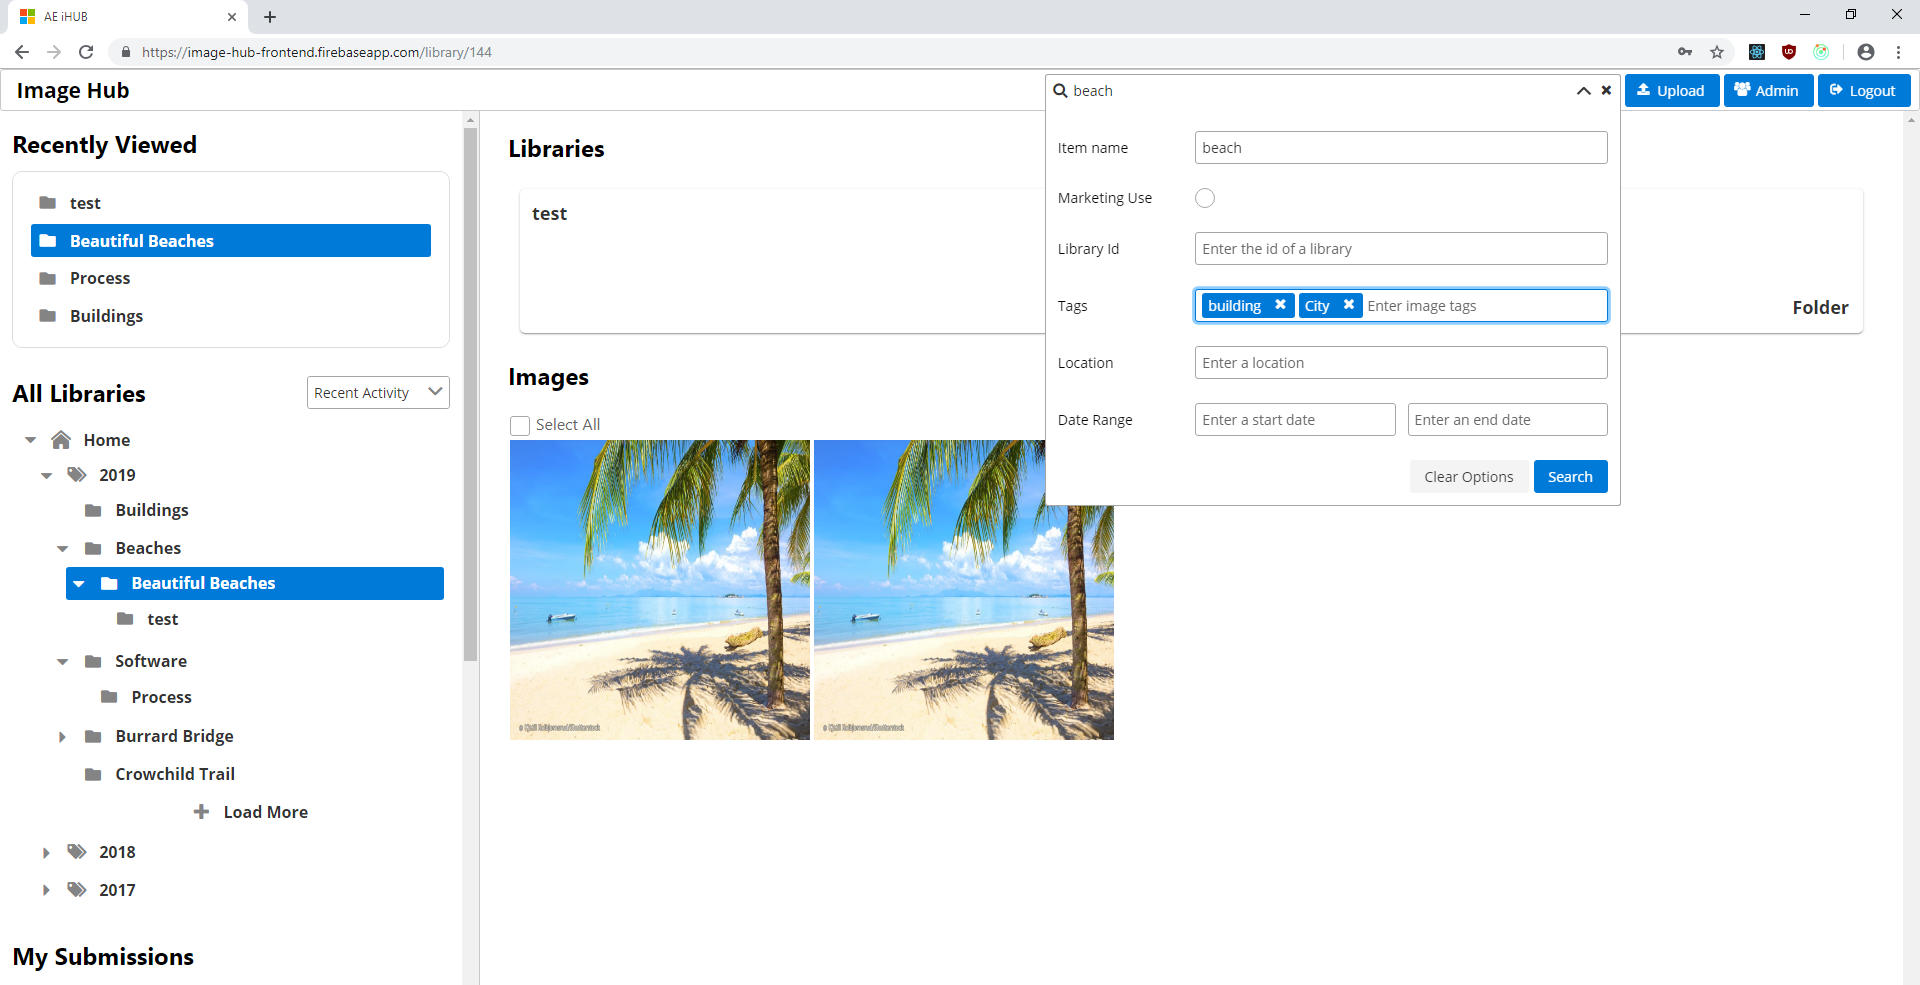 AE iHUB
https://image-hub-frontend.firebaseapp.com/library/144
Image Hub
beach
Upload
Admin
Logout
Recently Viewed
test
Beautiful Beaches
Process
Buildings
All Libraries
Recent Activity
Home
2019
Buildings
Beaches
Beautiful Beaches
test
Software
Process
Burrard Bridge
Crowchild Trail
Load More
2018
2017
My Submissions
Libraries
test
Folder
Images
Select All
Item name
beach
Marketing Use
Library Id
Enter the id of a library
Tags
building
City
Enter image tags
Location
Enter a location
Date Range
Enter a start date
Enter an end date
Clear Options
Search